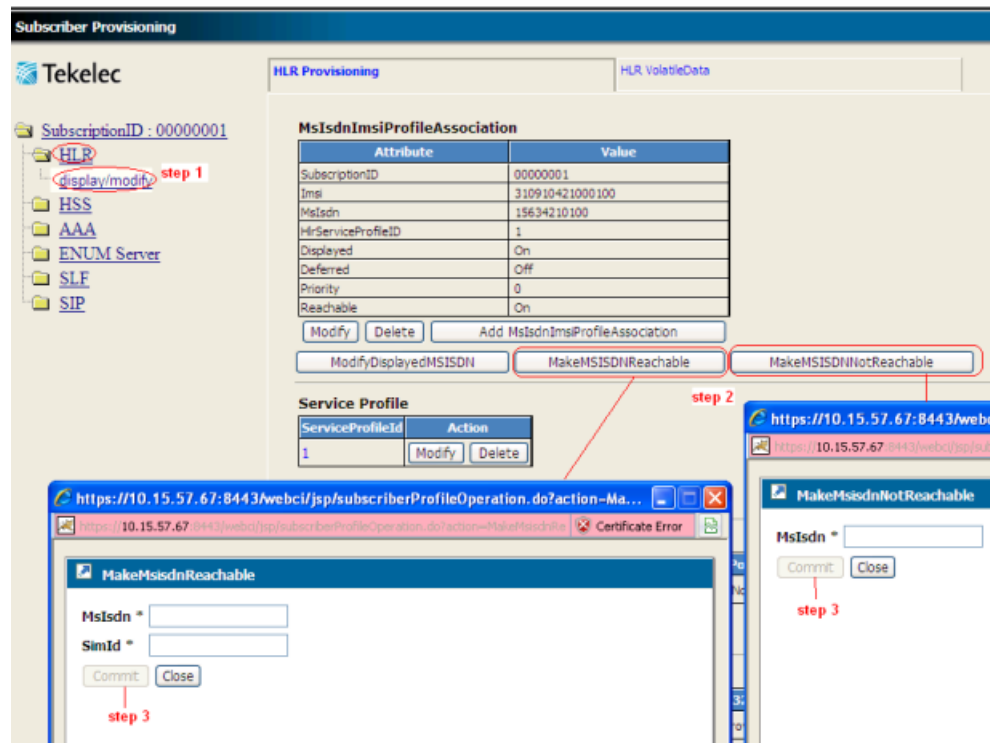 Subscriber Provisioning
Tekelec
HLR Provisioning
HLR VolatileData
SubscriptionID : 00000001
HLR
display/modify
step 1
HSS
AAA
ENUM Server
SLF
SIP
MsIsdnImsiProfileAssociation
Attribute Value
SubscriptionID 00000001
Imsi 310910421000100
MsIsdn 15634210100
HlrServiceProfileID 1
Displayed On
Deferred Off
Priority 0
Reachable On
Modify Delete Add MsIsdnImsiProfileAssociation
ModifyDisplayedMSISDN MakeMSISDNReachable MakeMSISDNNotReachable
step 2
Service Profile
ServiceProfileId Action
1 Modify Delete
https://10.15.57.67:8443/webci/jsp/subscriberProfileOperation.do?action=Ma...
https://10.15.57.67:8443/webci/jsp/subscriberProfileOperation.do?action=MakeMsisdnRe Certificate Error
MakeMsisdnReachable
MsIsdn *
SimId *
Commit Close
step 3
https://10.15.57.67:8443/webc
https://10.15.57.67:8443/webci/jsp/sub
MakeMsisdnNotReachable
MsIsdn *
Commit Close
step 3